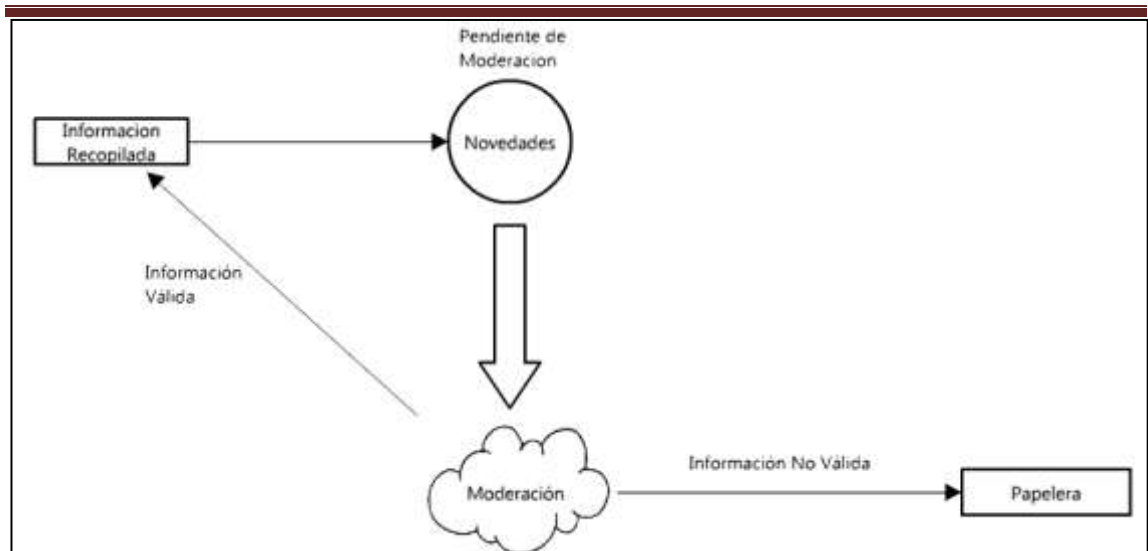 Pendiente de
Moderacion
Informacion
Recopilada
Novedades
Información
Válida
Moderación
Información No Válida
Papelera